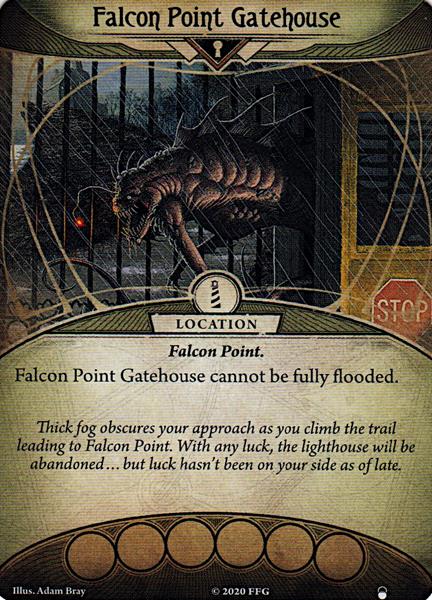 Falcon Point Gatehouse
STOP
LOCATION
Falcon Point.
Falcon Point Gatehouse cannot be fully flooded.
Thick fog obscures your approach as you climb the trail
leading to Falcon Point. With any luck, the lighthouse will be
abandoned… but luck hasn't been on your side as of late.
Illus. Adam Bray
© 2020 FFG